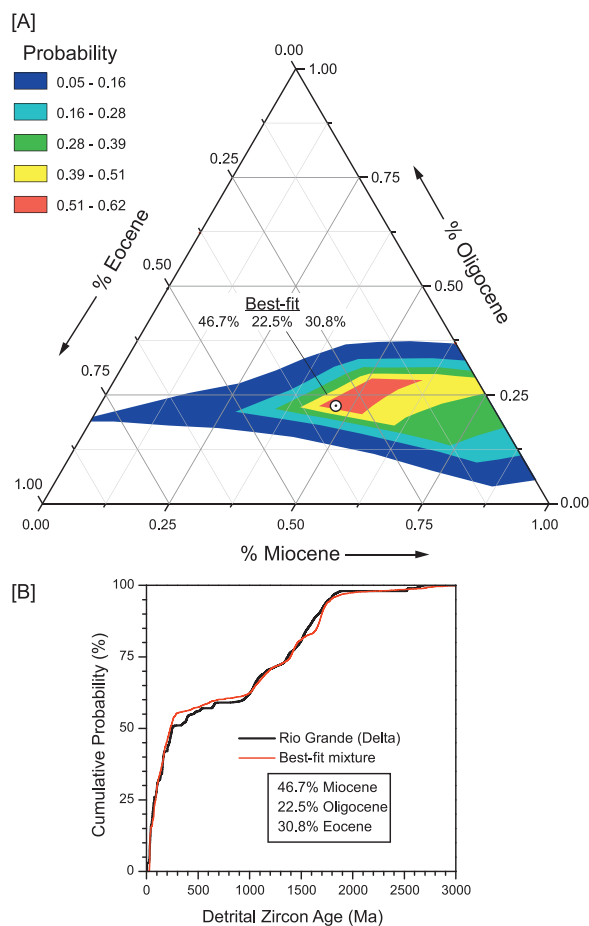 [A]
Probability
0.05 - 0.16
0.16 - 0.28
0.28 - 0.39
0.39 - 0.51
0.51 - 0.62
0.00
1.00
0.25
0.75
% Eocene
% Oligocene
0.50
0.50
Best-fit
46.7% 22.5% 30.8%
0.75
0.25
1.00
0.00
0.00
0.25
0.50
0.75
1.00
% Miocene
[B]
Cumulative Probability (%)
100
75
50
25
0
Rio Grande (Delta)
Best-fit mixture
46.7% Miocene
22.5% Oligocene
30.8% Eocene
0
500
1000
1500
2000
2500
3000
Detrital Zircon Age (Ma)